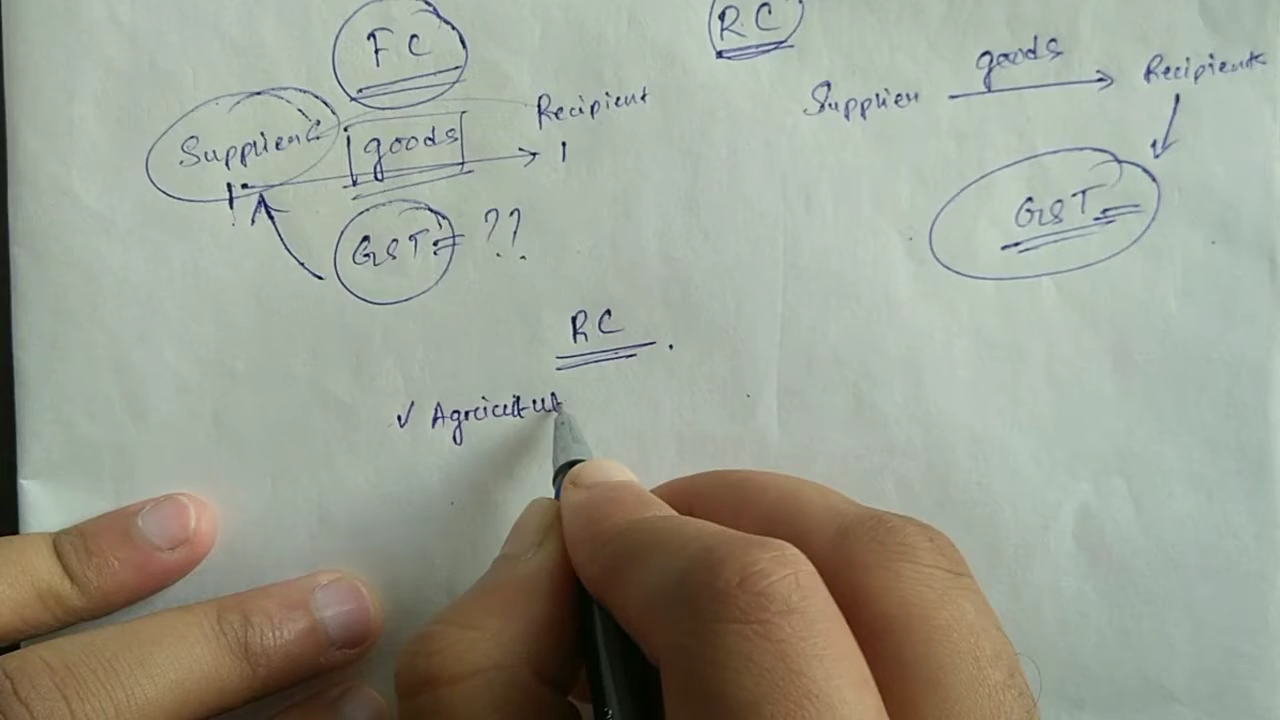 FC
RC
goods
Recipient
Supplier
goods
Recipient
Supplier
GST = ??
GST
RC
✓ Agricultu